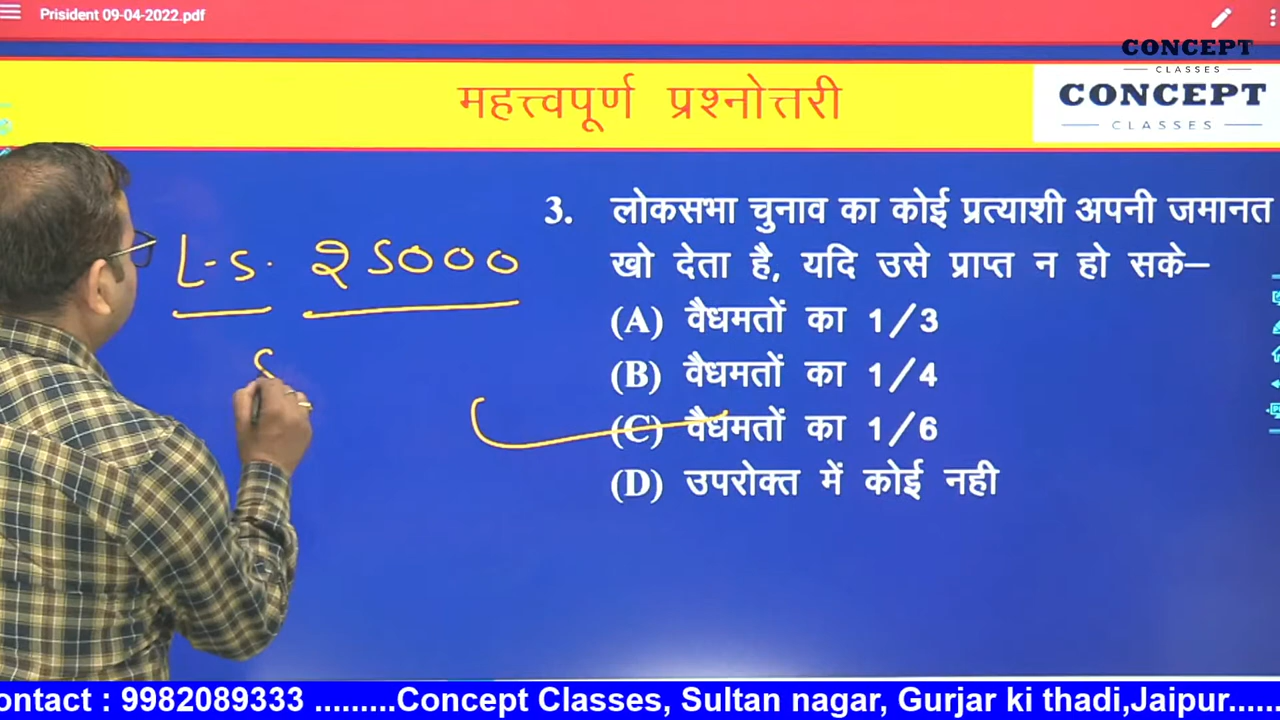 Prisident 09-04-2022.pdf
CONCEPT
CLASSES
महत्त्वपूर्ण प्रश्नोत्तरी
CONCEPT
CLASSES
3. लोकसभा चुनाव का कोई प्रत्याशी अपनी जमानत
खो देता है, यदि उसे प्राप्त न हो सके–
(A) वैधमतों का 1/3
(B) वैधमतों का 1/4
(C) वैधमतों का 1/6
(D) उपरोक्त में कोई नही
L.S. 25000
ontact : 9982089333 .........Concept Classes, Sultan nagar, Gurjar ki thadi,Jaipur......